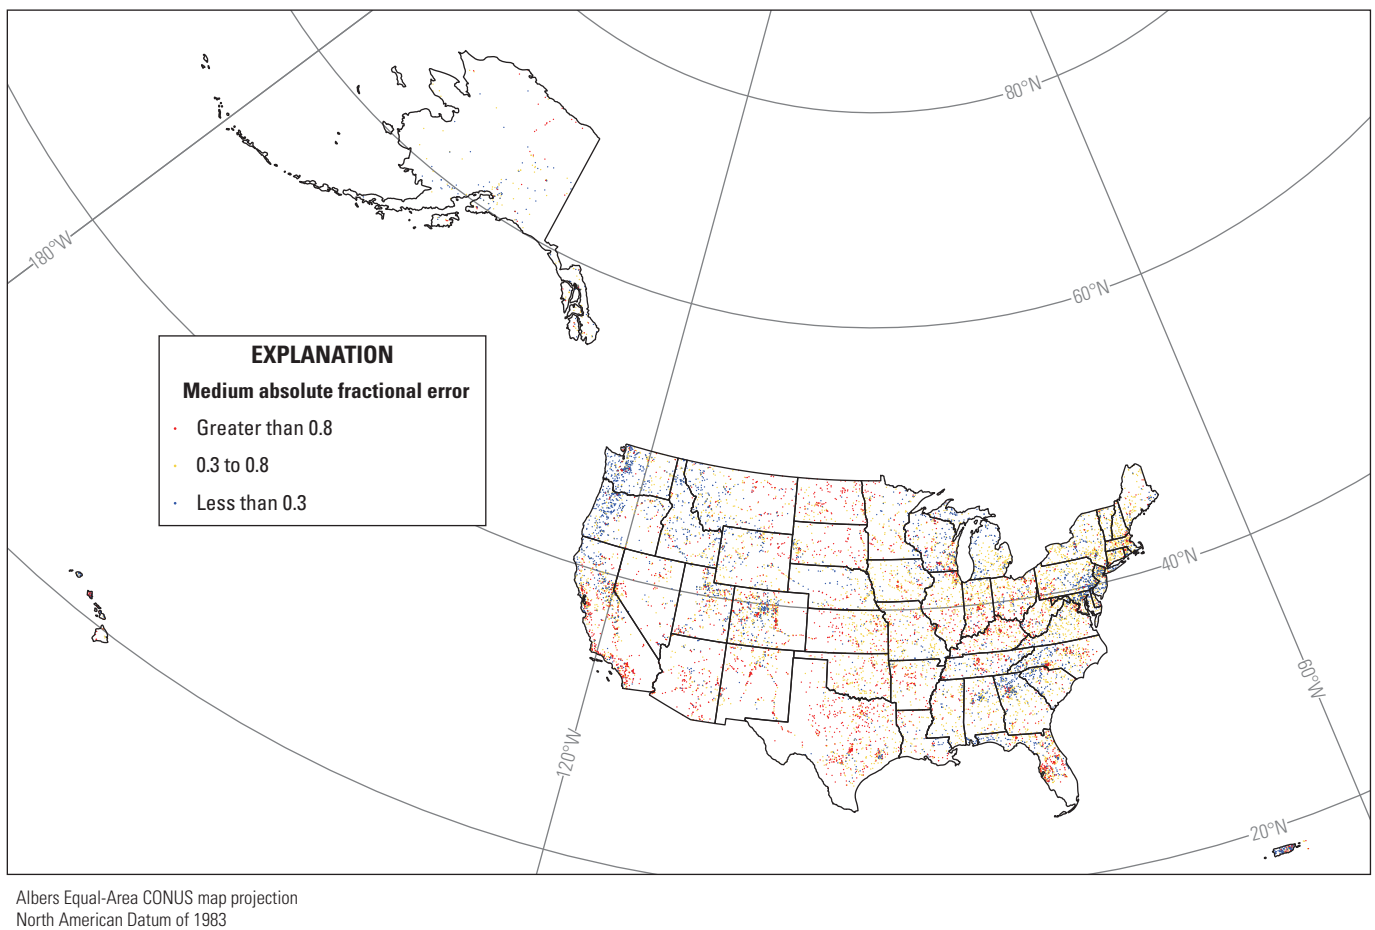 80°N
60°N
180°W
EXPLANATION
Medium absolute fractional error
Greater than 0.8
0.3 to 0.8
Less than 0.3
40°N
60°W
120°W
20°N
Albers Equal-Area CONUS map projection
North American Datum of 1983